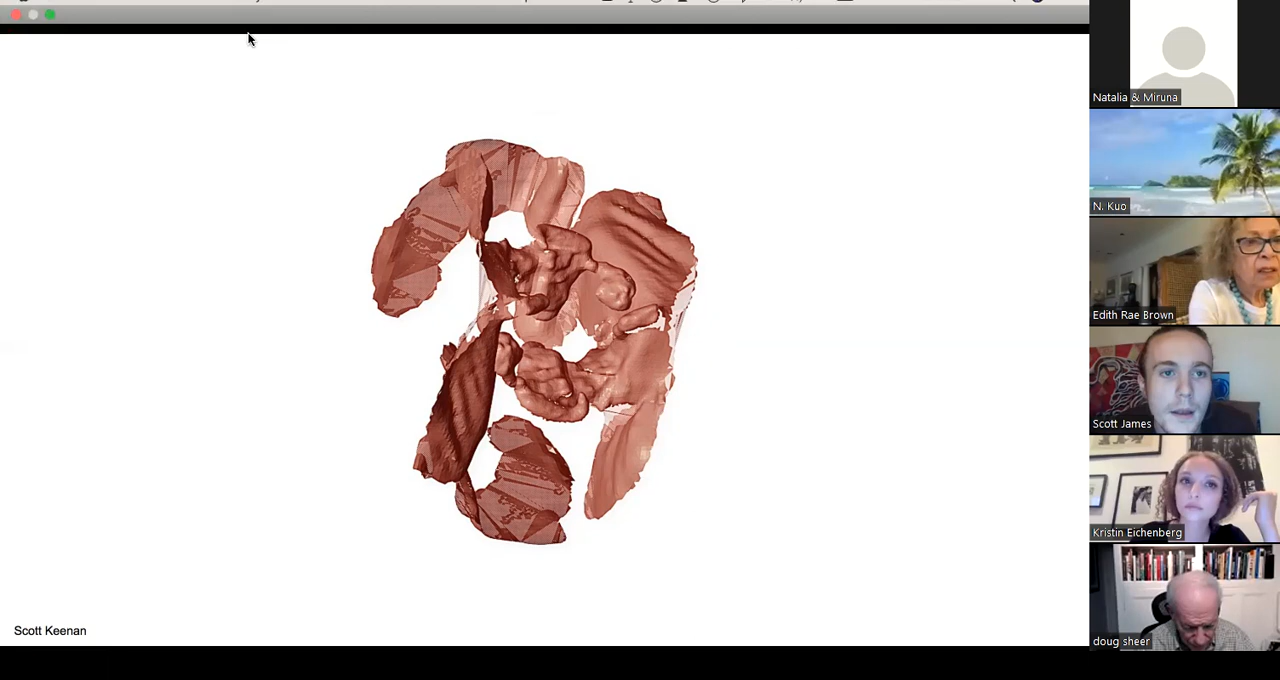 Natalia & Miruna
N. Kuo
Edith Rae Brown
Scott James
Kristin Eichenberg
doug sheer
Scott Keenan